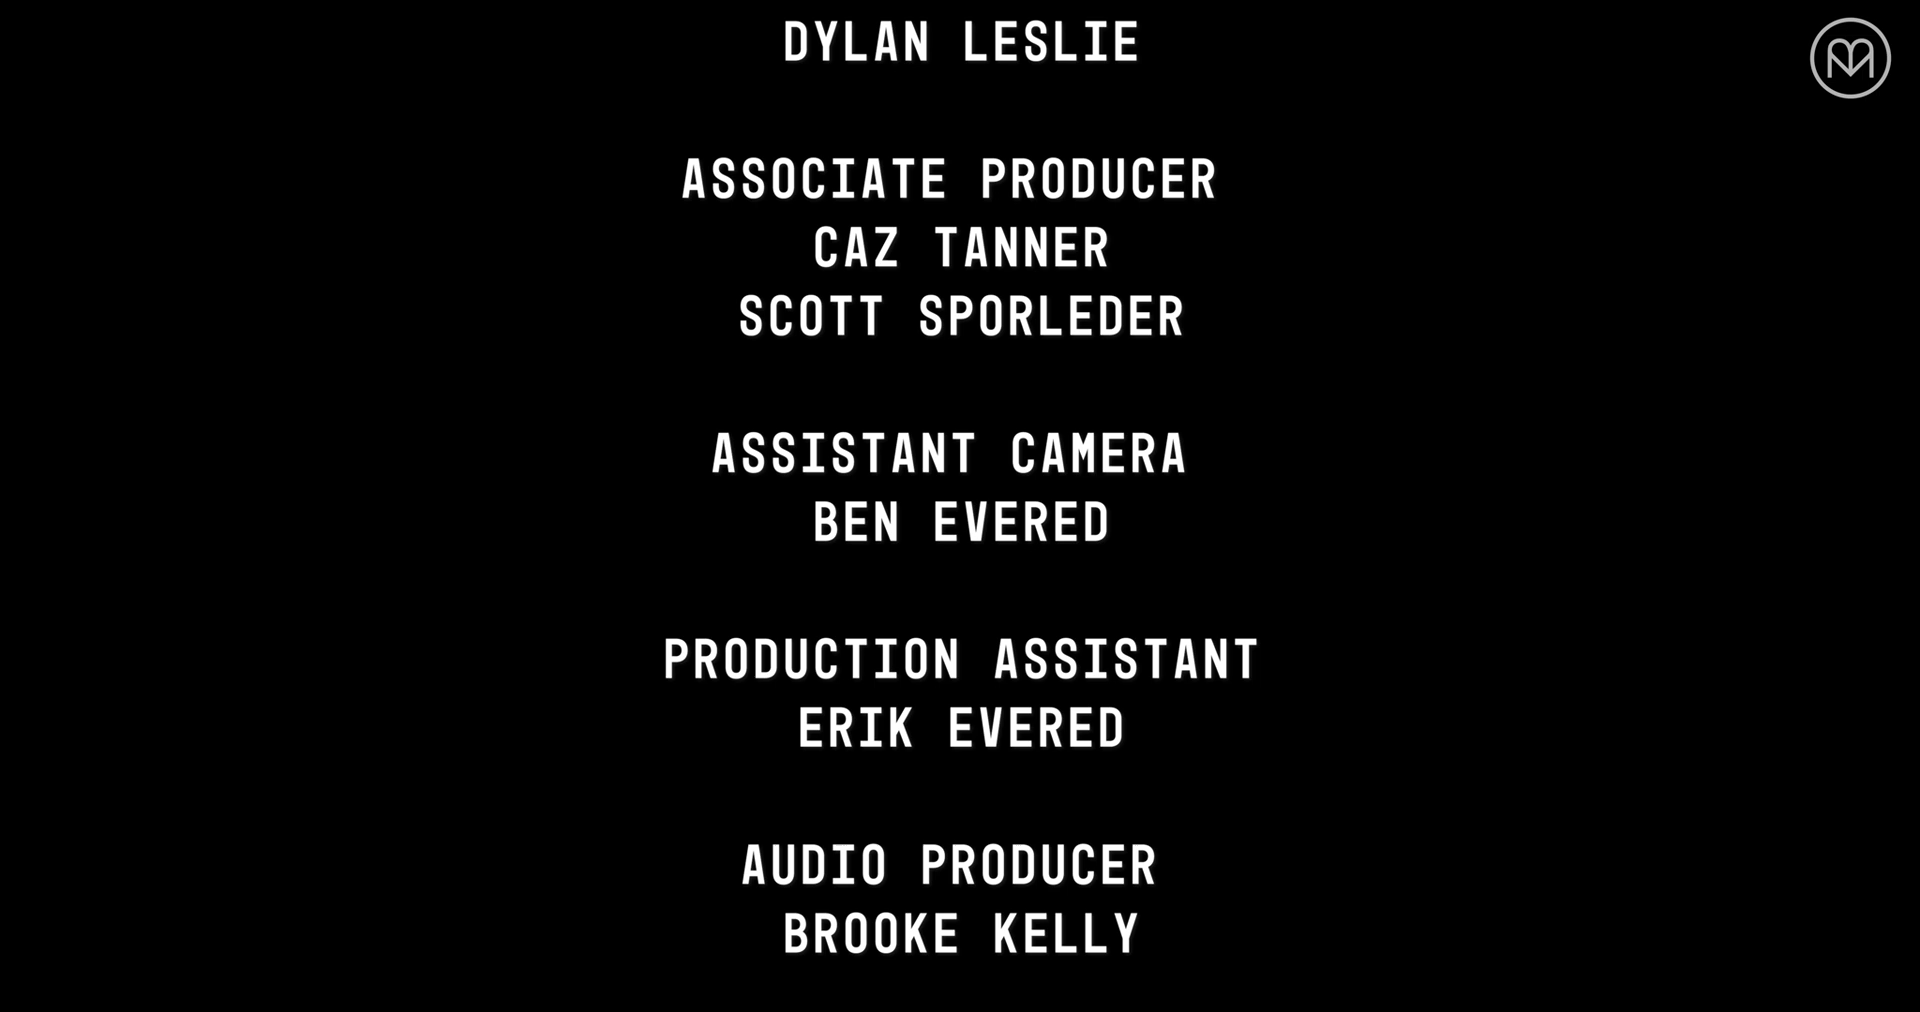 DYLAN LESLIE
ASSOCIATE PRODUCER
CAZ TANNER
SCOTT SPORLEDER
ASSISTANT CAMERA
BEN EVERED
PRODUCTION ASSISTANT
ERIK EVERED
AUDIO PRODUCER
BROOKE KELLY